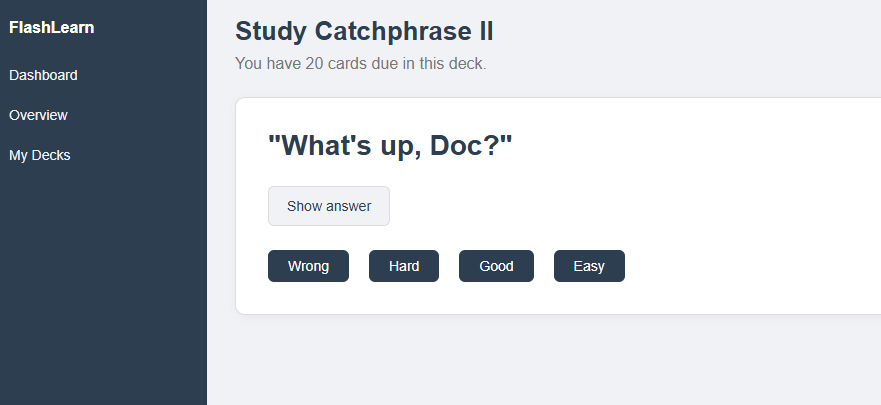 FlashLearn
Dashboard
Overview
My Decks
Study Catchphrase II
You have 20 cards due in this deck.
"What's up, Doc?"
Show answer
Wrong Hard Good Easy